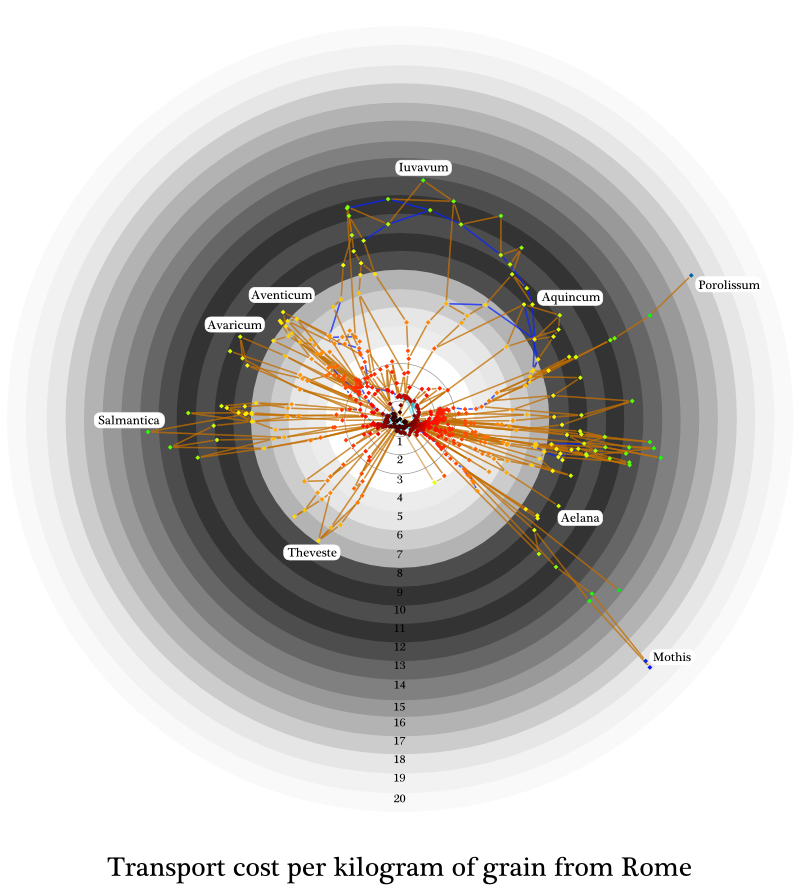 Iuvavum
Porolissum
Aventicum
Aquincum
Avaricum
Salmantica
1
2
3
4
5
Aelana
6
Theveste
7
8
9
10
11
12
Mothis
13
14
15
16
17
18
19
20
Transport cost per kilogram of grain from Rome